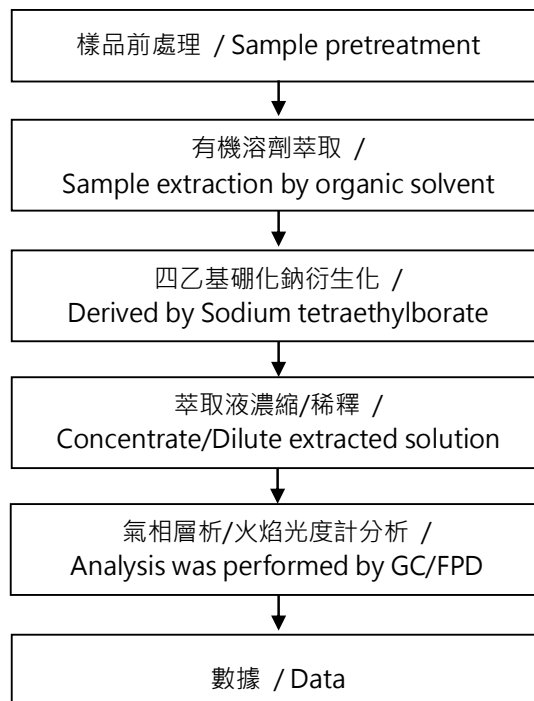 樣品前處理 / Sample pretreatment
有機溶劑萃取 /
Sample extraction by organic solvent
四乙基硼化鈉衍生化 /
Derived by Sodium tetraethylborate
萃取液濃縮/稀釋 /
Concentrate/Dilute extracted solution
氣相層析/火焰光度計分析 /
Analysis was performed by GC/FPD
數據 / Data